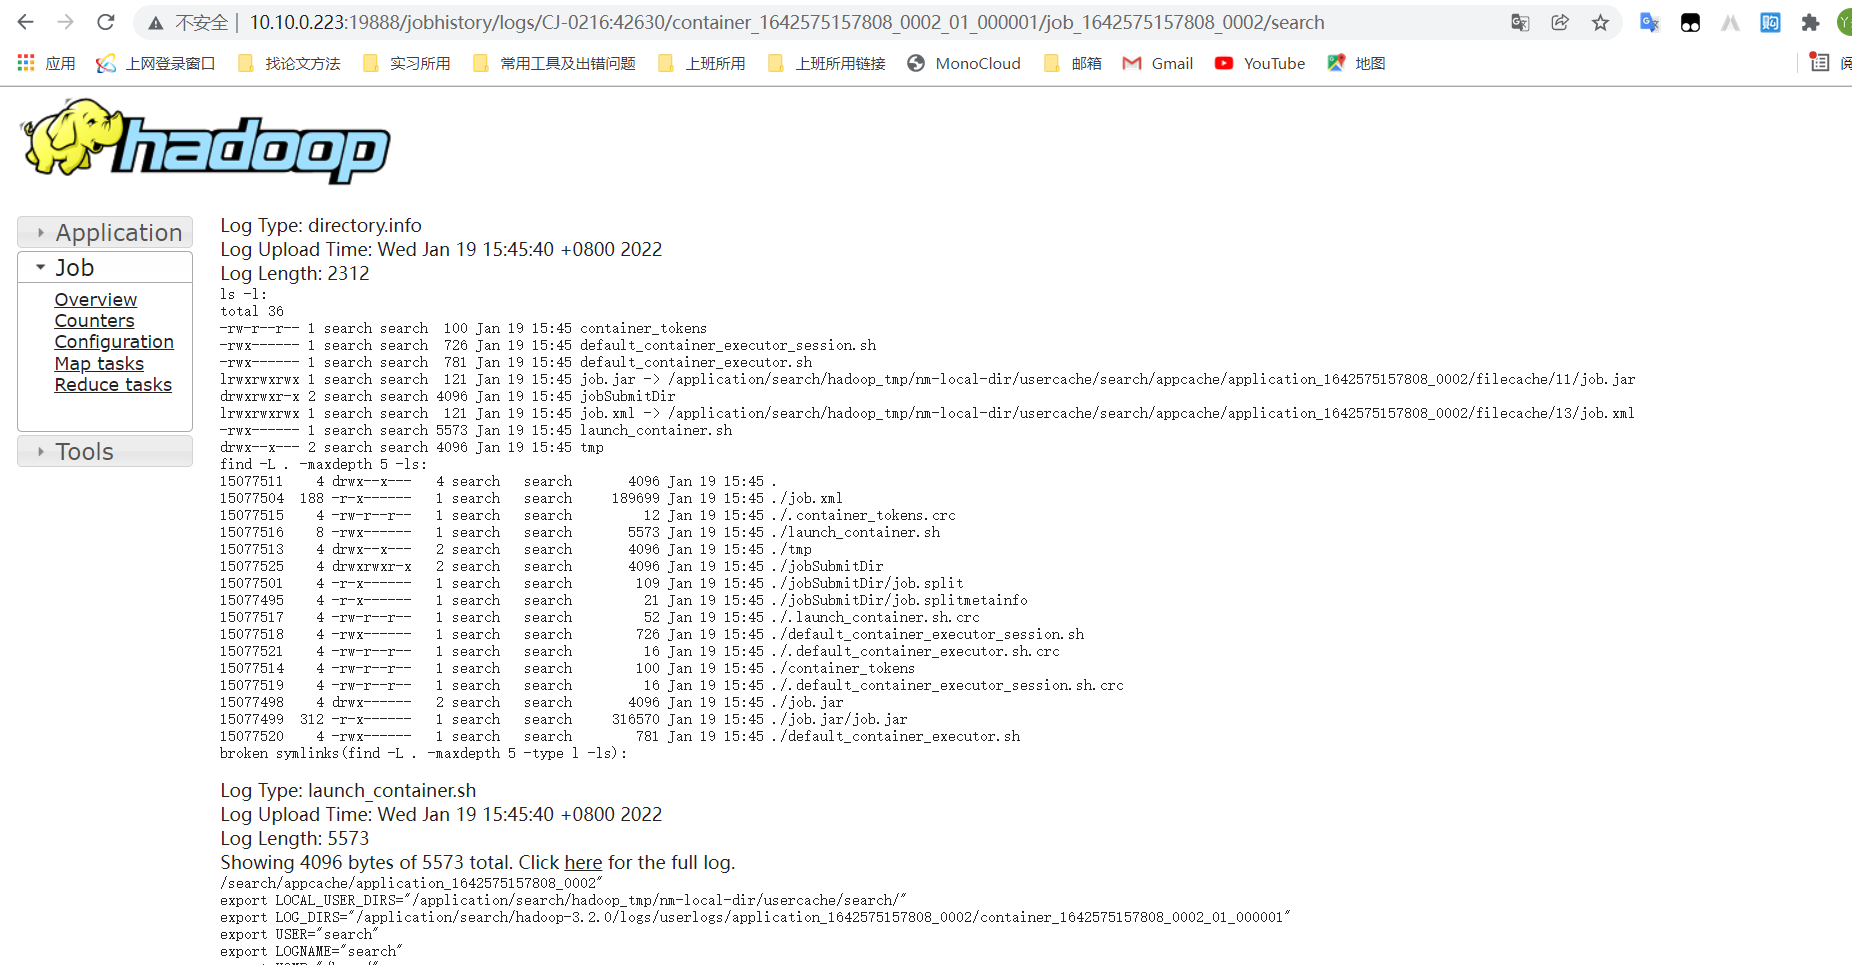 不安全 | 10.10.0.223:19888/jobhistory/logs/CJ-0216:42630/container_1642575157808_0002_01_000001/job_1642575157808_0002/search
应用 上网登录窗口 找论文方法 实习所用 常用工具及出错问题 上班所用 上班所用链接 MonoCloud 邮箱 Gmail YouTube 地图
hadoop
Application
Job
Overview
Counters
Configuration
Map tasks
Reduce tasks
Tools
Log Type: directory.info
Log Upload Time: Wed Jan 19 15:45:40 +0800 2022
Log Length: 2312
ls -l:
total 36
-rw-r--r-- 1 search search  100 Jan 19 15:45 container_tokens
-rwx------ 1 search search  726 Jan 19 15:45 default_container_executor_session.sh
-rwx------ 1 search search  781 Jan 19 15:45 default_container_executor.sh
lrwxrwxrwx 1 search search  121 Jan 19 15:45 job.jar -> /application/search/hadoop_tmp/nm-local-dir/usercache/search/appcache/application_1642575157808_0002/filecache/11/job.jar
drwxrwxr-x 2 search search 4096 Jan 19 15:45 jobSubmitDir
lrwxrwxrwx 1 search search  121 Jan 19 15:45 job.xml -> /application/search/hadoop_tmp/nm-local-dir/usercache/search/appcache/application_1642575157808_0002/filecache/13/job.xml
-rwx------ 1 search search 5573 Jan 19 15:45 launch_container.sh
drwx--x--- 2 search search 4096 Jan 19 15:45 tmp
find -L . -maxdepth 5 -ls:
15077511    4 drwx--x---   4 search   search       4096 Jan 19 15:45 .
15077504  188 -r-x------   1 search   search     189699 Jan 19 15:45 ./job.xml
15077515    4 -rw-r--r--   1 search   search         12 Jan 19 15:45 ./.container_tokens.crc
15077516    8 -rwx------   1 search   search       5573 Jan 19 15:45 ./launch_container.sh
15077513    4 drwx--x---   2 search   search       4096 Jan 19 15:45 ./tmp
15077525    4 drwxrwxr-x   2 search   search       4096 Jan 19 15:45 ./jobSubmitDir
15077501    4 -r-x------   1 search   search        109 Jan 19 15:45 ./jobSubmitDir/job.split
15077495    4 -r-x------   1 search   search         21 Jan 19 15:45 ./jobSubmitDir/job.splitmetainfo
15077517    4 -rw-r--r--   1 search   search         52 Jan 19 15:45 ./.launch_container.sh.crc
15077518    4 -rwx------   1 search   search        726 Jan 19 15:45 ./default_container_executor_session.sh
15077521    4 -rw-r--r--   1 search   search         16 Jan 19 15:45 ./.default_container_executor.sh.crc
15077514    4 -rw-r--r--   1 search   search        100 Jan 19 15:45 ./container_tokens
15077519    4 -rw-r--r--   1 search   search         16 Jan 19 15:45 ./.default_container_executor_session.sh.crc
15077498    4 drwx------   2 search   search       4096 Jan 19 15:45 ./job.jar
15077499  312 -r-x------   1 search   search     316570 Jan 19 15:45 ./job.jar/job.jar
15077520    4 -rwx------   1 search   search        781 Jan 19 15:45 ./default_container_executor.sh
broken symlinks(find -L . -maxdepth 5 -type l -ls):
Log Type: launch_container.sh
Log Upload Time: Wed Jan 19 15:45:40 +0800 2022
Log Length: 5573
Showing 4096 bytes of 5573 total. Click here for the full log.
/search/appcache/application_1642575157808_0002"
export LOCAL_USER_DIRS="/application/search/hadoop_tmp/nm-local-dir/usercache/search/"
export LOG_DIRS="/application/search/hadoop-3.2.0/logs/userlogs/application_1642575157808_0002/container_1642575157808_0002_01_000001"
export USER="search"
export LOGNAME="search"